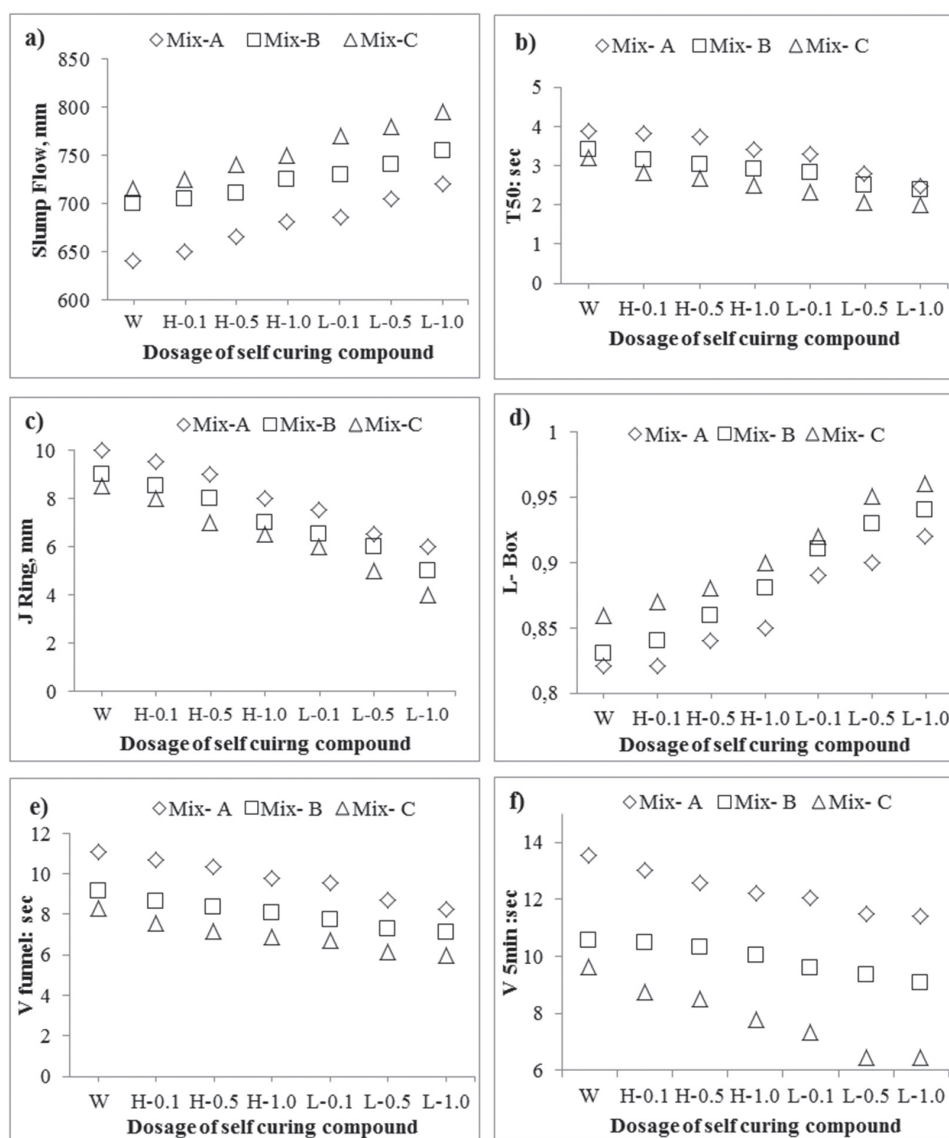 a)
Mix-A Mix-B Mix-C
850
800
750
700
650
600
Slump Flow, mm
W H-0.1 H-0.5 H-1.0 L-0.1 L-0.5 L-1.0
Dosage of self curing compound
b)
Mix- A Mix- B Mix- C
5
4
3
2
1
0
T50: sec
W H-0.1 H-0.5 H-1.0 L-0.1 L-0.5 L-1.0
Dosage of self cuirng compound
c)
Mix-A Mix-B Mix-C
10
8
6
4
2
0
J Ring, mm
W H-0.1 H-0.5 H-1.0 L-0.1 L-0.5 L-1.0
Dosage of self cuirng compound
d)
Mix- A Mix- B Mix- C
1
0,95
0,9
0,85
0,8
L- Box
W H-0.1 H-0.5 H-1.0 L-0.1 L-0.5 L-1.0
Dosage of self curing compound
e)
Mix- A Mix- B Mix- C
12
10
8
6
4
2
0
V funnel: sec
W H-0.1 H-0.5 H-1.0 L-0.1 L-0.5 L-1.0
Dosage of self curing compound
f)
Mix- A Mix- B Mix- C
14
12
10
8
6
V 5min :sec
W H-0.1 H-0.5 H-1.0 L-0.1 L-0.5 L-1.0
Dosage of self curing compound